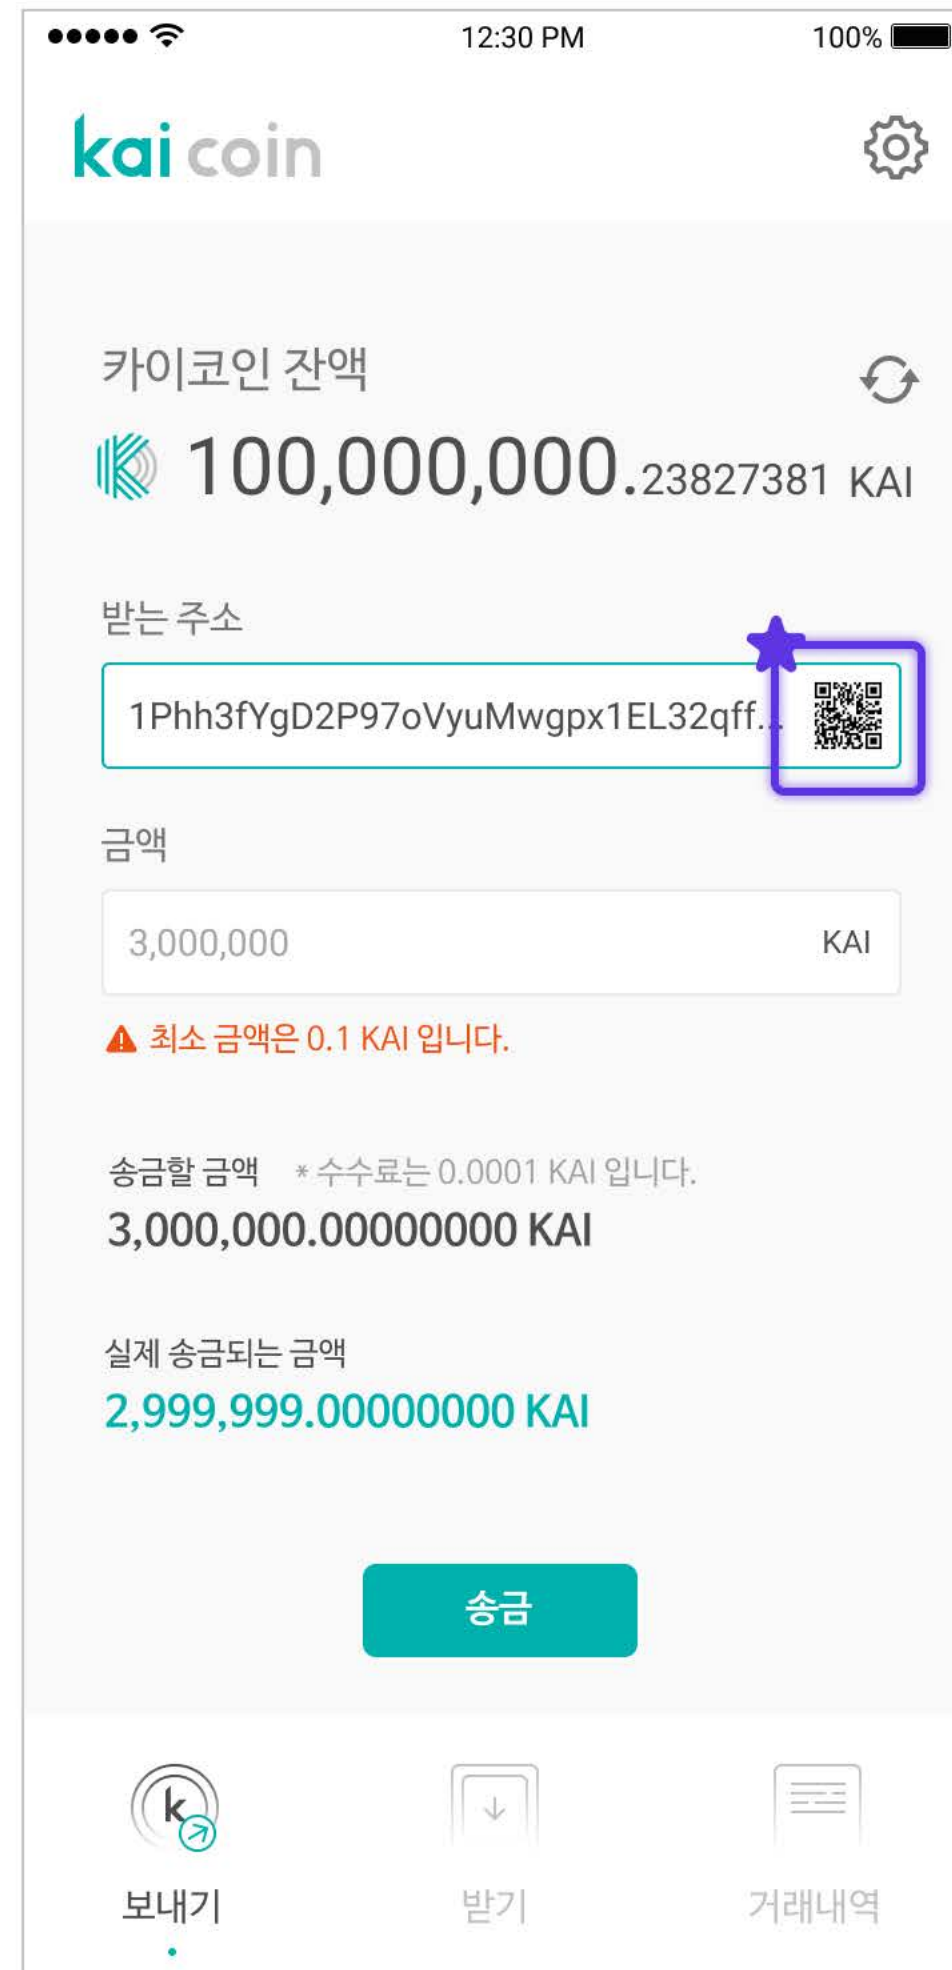 12:30 PM
100%
kai coin
카이코인 잔액
100,000,000.23827381 KAI
받는 주소
1Phh3fYgD2P97oVyuMwgpx1EL32qff...
금액
3,000,000 KAI
최소 금액은 0.1 KAI 입니다.
송금할 금액 * 수수료는 0.0001 KAI 입니다.
3,000,000.00000000 KAI
실제 송금되는 금액
2,999,999.00000000 KAI
송금
k
보내기
받기
거래내역